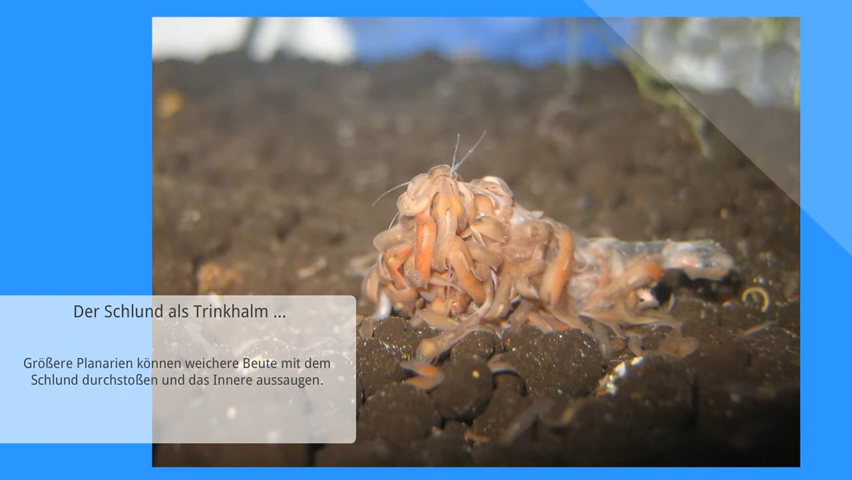 Der Schlund als Trinkhalm ...
Größere Planarien können weichere Beute mit dem
Schlund durchstoßen und das Innere aussaugen.